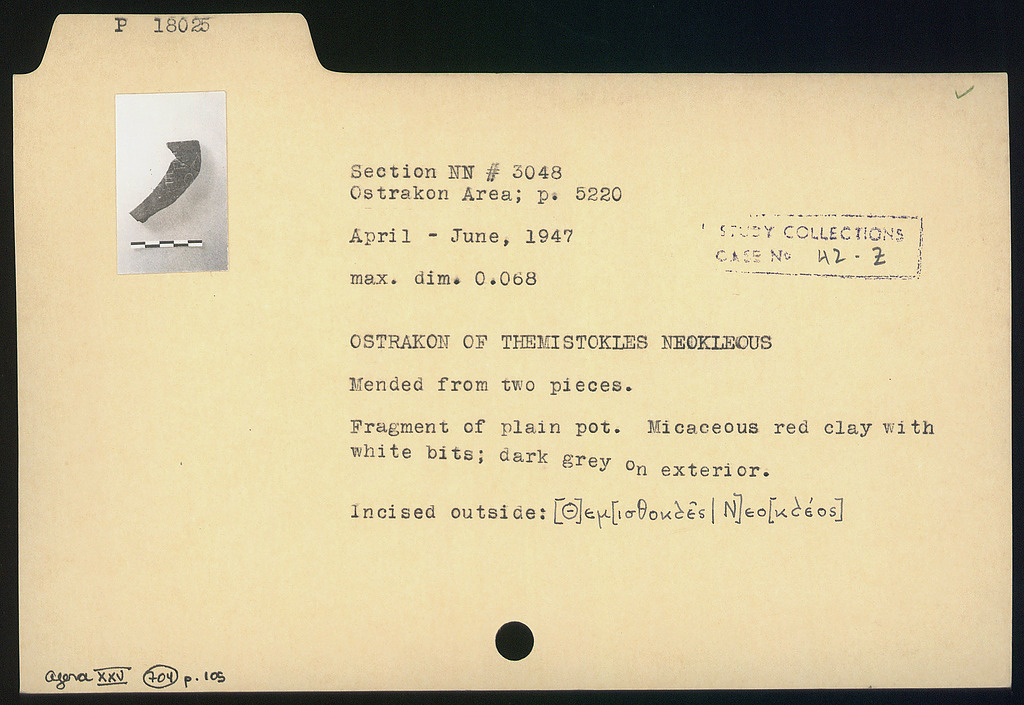 P 18025
Section NN # 3048
Ostrakon Area; p. 5220
April - June, 1947
max. dim. 0.068
STUDY COLLECTIONS
CASE No 42 - Z
OSTRAKON OF THEMISTOKLES NEOKLEOUS
Mended from two pieces.
Fragment of plain pot. Micaceous red clay with
white bits; dark grey on exterior.
Incised outside: [Θ]εμ[ισθοκλε̑ς | Ν]εο[κλέος]
Agora XXV 704 p. 105